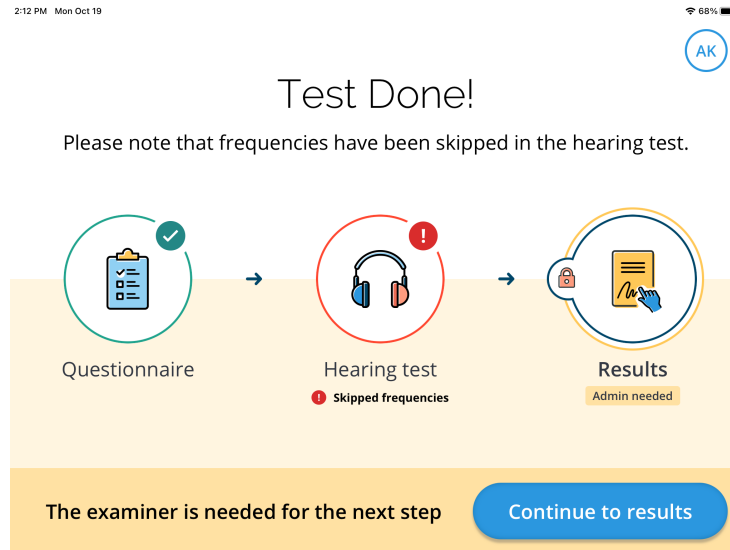 2:12 PM Mon Oct 19
68%
AK
Test Done!
Please note that frequencies have been skipped in the hearing test.
Questionnaire
Hearing test
Results
Skipped frequencies
Admin needed
The examiner is needed for the next step
Continue to results